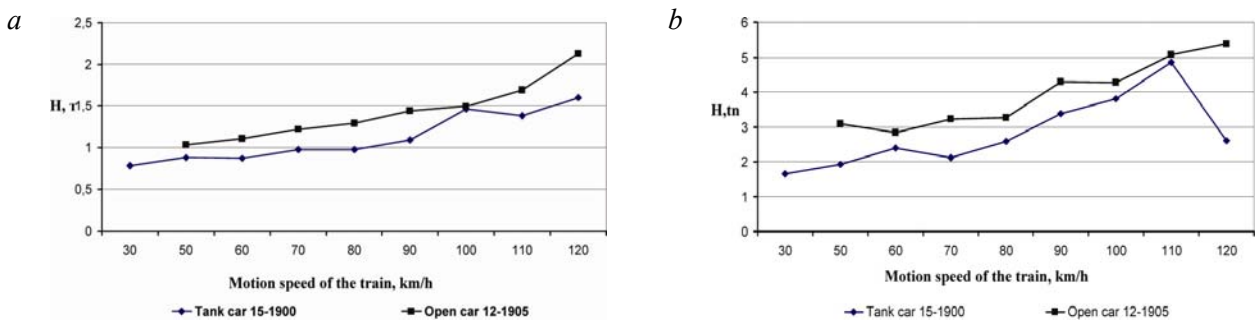 a
2,5
2
H, т1,5
1
0,5
0
30 50 60 70 80 90 100 110 120
Motion speed of the train, km/h
Tank car 15-1900 Open car 12-1905
b
6
5
4
H,tn
3
2
1
0
30 50 60 70 80 90 100 110 120
Motion speed of the train, km/h
Tank car 15-1900 Open car 12-1905